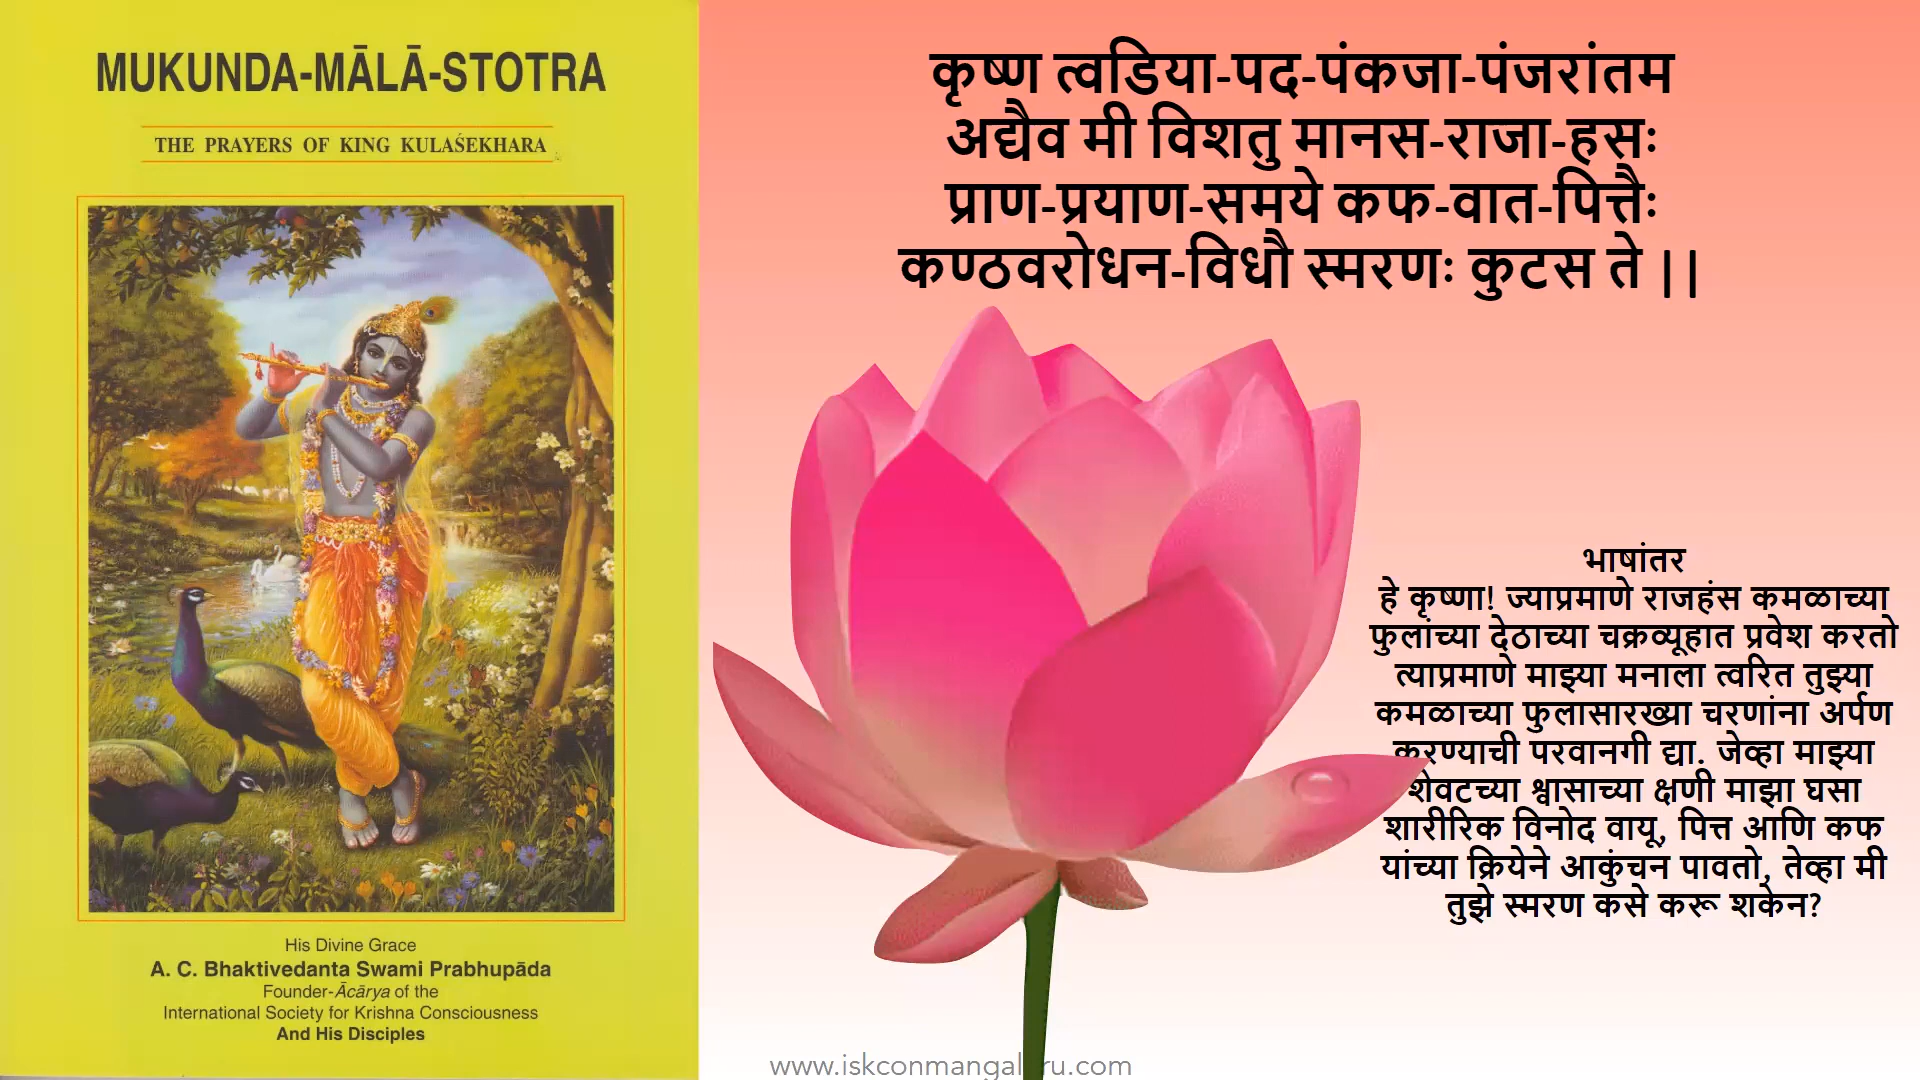 MUKUNDA-MĀLĀ-STOTRA
THE PRAYERS OF KING KULAŚEKHARA
His Divine Grace
A. C. Bhaktivedanta Swami Prabhupāda
Founder-Ācārya of the
International Society for Krishna Consciousness
And His Disciples
कृष्ण त्वडिया-पद-पंकजा-पंजरांतम
अद्यैव मी विशतु मानस-राजा-हसः
प्राण-प्रयाण-समये कफ-वात-पित्तैः
कण्ठवरोधन-विधौ स्मरणः कुटस ते ||
भाषांतर
हे कृष्णा! ज्याप्रमाणे राजहंस कमळाच्या
फुलांच्या देठाच्या चक्रव्यूहात प्रवेश करतो
त्याप्रमाणे माझ्या मनाला त्वरित तुझ्या
कमळाच्या फुलासारख्या चरणांना अर्पण
करण्याची परवानगी द्या. जेव्हा माझ्या
शेवटच्या श्वासाच्या क्षणी माझा घसा
शारीरिक विनोद वायू, पित्त आणि कफ
यांच्या क्रियेने आकुंचन पावतो, तेव्हा मी
तुझे स्मरण कसे करू शकेन?